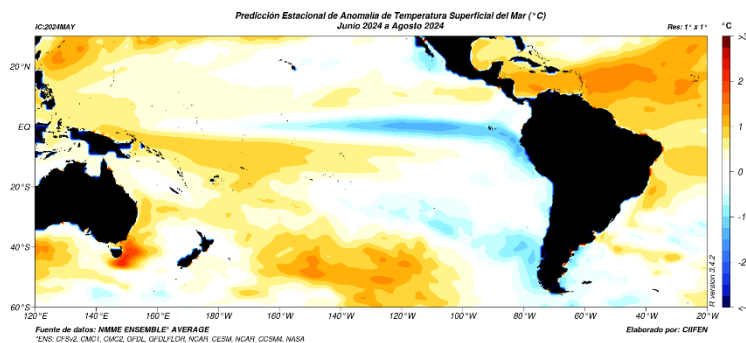 Predicción Estacional de Anomalía de Temperatura Superficial del Mar (°C)
IC:2024MAY
Junio 2024 a Agosto 2024
Res: 1° x 1°
°C
>3
2
1
0
-1
-2
20°N
EQ
20°S
40°S
60°S
120°E
140°E
160°E
180°
160°W
140°W
120°W
100°W
80°W
60°W
40°W
20°W
R version 3.4.2
Fuente de datos: NMME ENSEMBLE* AVERAGE
Elaborado por: CIIFEN
*ENS: CFSv2, CMC1, CMC2, GFDL, GFDLFLOR, NCAR_CESM, NCAR_CCSM4, NASA